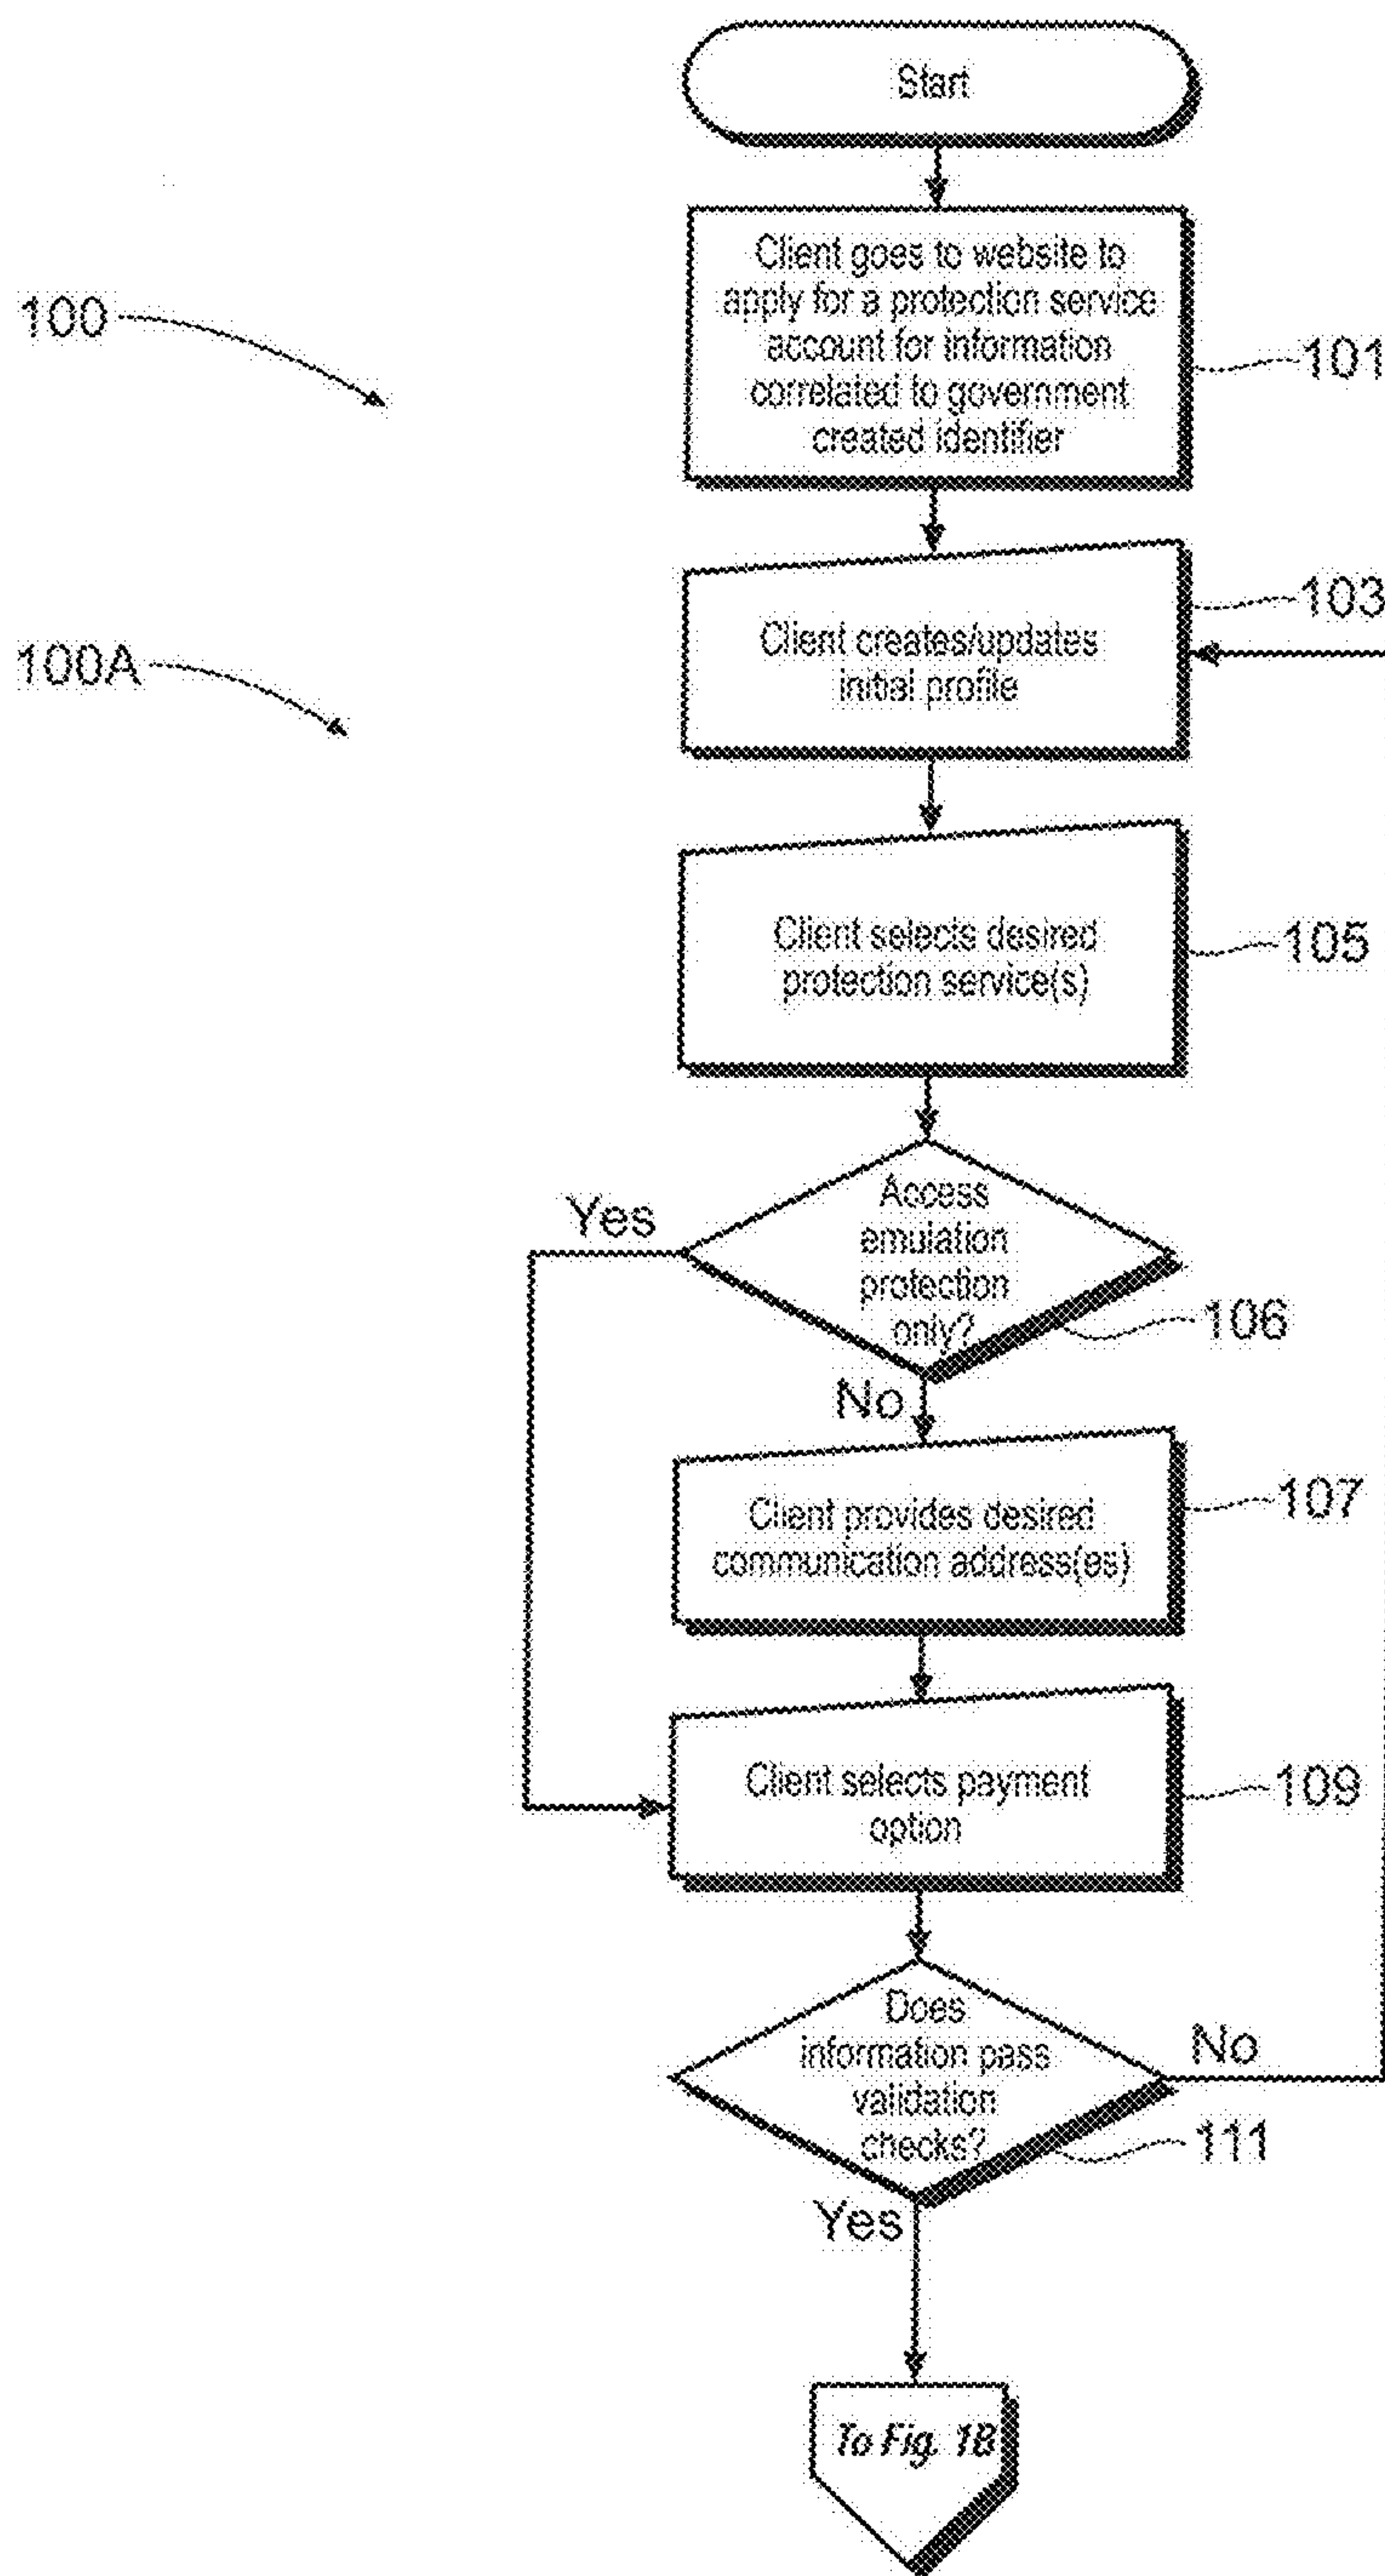 Start
Client goes to website to
apply for a protection service
account for information
correlated to government
created identifier
100
101
103
Client creates/updates
initial profile
100A
Client selects desired
protection service(s)
105
Yes
Access
emulation
protection
only?
106
No
Client provides desired
communication address(es)
107
Client selects payment
option
109
Does
information pass
validation
checks?
No
111
Yes
To Fig. 1B